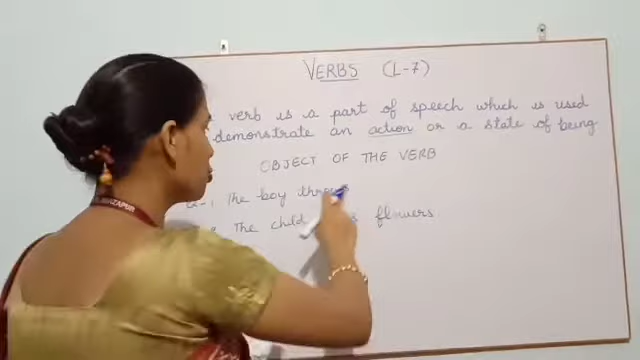 VERBS (L-7)
verb is a part of speech which is used
demonstrate an action or a state of being
OBJECT OF THE VERB
The boy throws
The child flowers